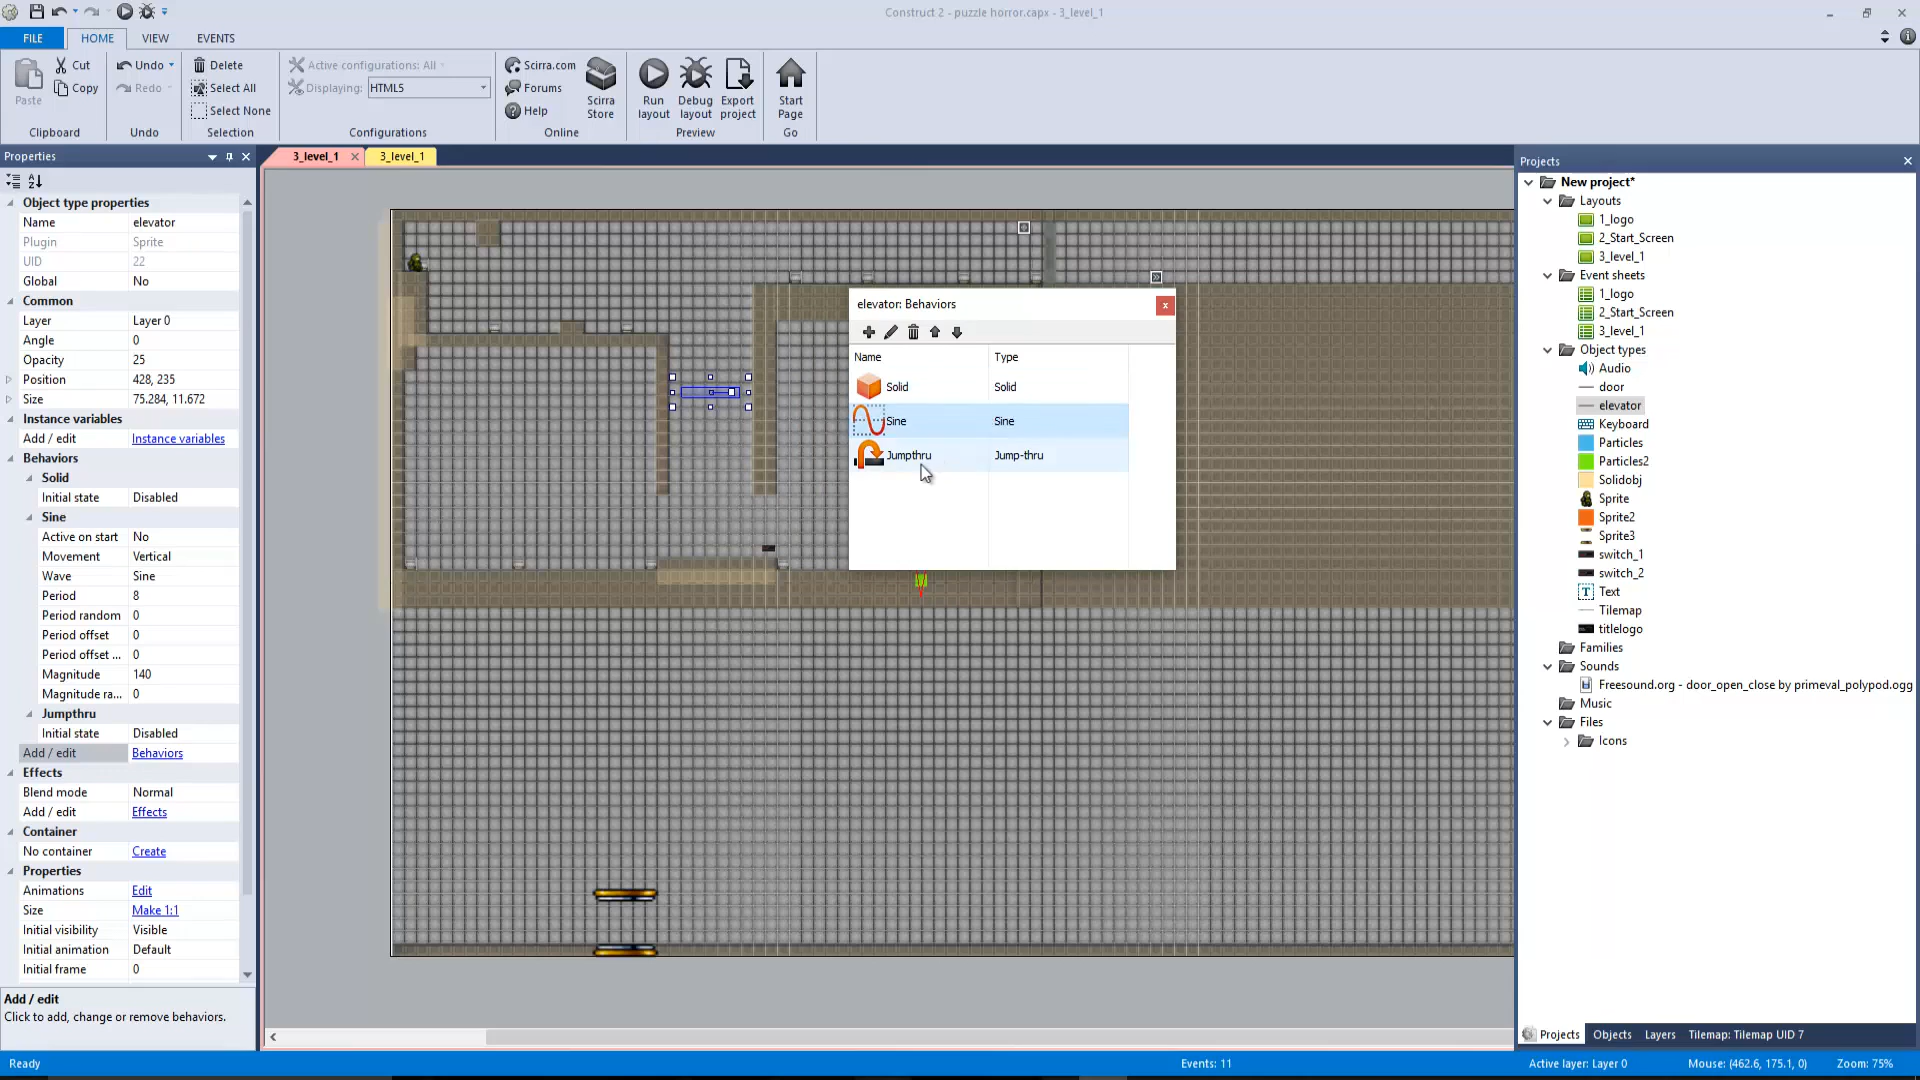 Construct 2 - puzzle horror.capx - 3_level_1
FILE
HOME
VIEW
EVENTS
Paste
Cut
Copy
Clipboard
Undo
Redo
Undo
Delete
Select All
Select None
Selection
Active configurations: All
Displaying:
HTML5
Configurations
Scirra.com
Forums
Help
Scirra
Store
Online
Run
layout
Debug
layout
Export
project
Preview
Start
Page
Go
Properties
3_level_1
3_level_1
Object type properties
Name elevator
Plugin Sprite
UID 22
Global No
Common
Layer Layer 0
Angle 0
Opacity 25
Position 428, 235
Size 75.284, 11.672
Instance variables
Add / edit Instance variables
Behaviors
Solid
Initial state Disabled
Sine
Active on start No
Movement Vertical
Wave Sine
Period 8
Period random 0
Period offset 0
Period offset ... 0
Magnitude 140
Magnitude ra... 0
Jumpthru
Initial state Disabled
Add / edit Behaviors
Effects
Blend mode Normal
Add / edit Effects
Container
No container Create
Properties
Animations Edit
Size Make 1:1
Initial visibility Visible
Initial animation Default
Initial frame 0
Add / edit
Click to add, change or remove behaviors.
elevator: Behaviors
Name Type
Solid Solid
Sine Sine
Jumpthru Jump-thru
Projects
New project*
Layouts
1_logo
2_Start_Screen
3_level_1
Event sheets
1_logo
2_Start_Screen
3_level_1
Object types
Audio
door
elevator
Keyboard
Particles
Particles2
Solidobj
Sprite
Sprite2
Sprite3
switch_1
switch_2
Text
Tilemap
titlelogo
Families
Sounds
Freesound.org - door_open_close by primeval_polypod.ogg
Music
Files
Icons
Projects
Objects
Layers
Tilemap: Tilemap UID 7
Ready
Events: 11
Active layer: Layer 0
Mouse: (462.6, 175.1, 0)
Zoom: 75%